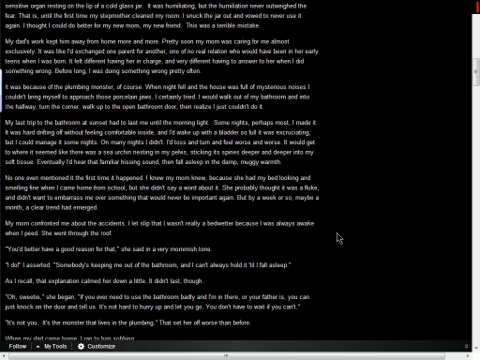 sensitive organ resting on the lip of a cold glass jar.  It was humiliating, but the humiliation never outweighed the
fear. That is, until the first time my stepmother cleaned my room. I snuck the jar out and vowed to never use it
again. I thought I could do better for my new mom, my new friend.  This was a terrible mistake.
My dad's work kept him away from home more and more. Pretty soon my mom was caring for me almost
exclusively. It was like I'd exchanged one parent for another, one of no real relation who would have been in her early
teens when I was born. It felt different having her in charge, and very different having to answer to her when I did
something wrong. Before long, I was doing something wrong pretty often.
It was because of the plumbing monster, of course. When night fell and the house was full of mysterious noises I
couldn't bring myself to approach those porcelain jaws. I certainly tried. I would walk out of my bathroom and into
the hallway, turn the corner, walk up to the open bathroom door, then realize I just couldn't do it.
My last trip to the bathroom at sunset had to last me until the morning light.  Some nights, perhaps most, I made it.
It was hard drifting off without feeling comfortable inside, and I'd wake up with a bladder so full it was excruciating,
but I could manage it some nights. On many nights I didn't. I'd toss and turn and feel worse and worse. It would get
to where it seemed like there was a sea urchin nesting in my pelvis, sticking its spines deeper and deeper into my
soft tissue. Eventually I'd hear that familiar hissing sound, then fall asleep in the damp, muggy warmth.
No one even mentioned it the first time it happened. I knew my mom knew, because she had my bed looking and
smelling fine when I came home from school, but she didn't say a word about it. She probably thought it was a fluke,
and didn't want to embarrass me over something that would never be important again. But by a week or so, maybe a
month, a clear trend had emerged.
My mom confronted me about the accidents. I let slip that I wasn't really a bedwetter because I was always awake
when I peed. She went through the roof.
"You'd better have a good reason for that," she said in a very mommish tone.
"I do!" I asserted. "Somebody's keeping me out of the bathroom, and I can't always hold it 'til I fall asleep."
As I recall, that explanation calmed her down a little. It didn't last, though.
"Oh, sweetie," she began, "if you ever need to use the bathroom badly and I'm in there, or your father is, you can
just knock on the door and tell us. It's not hard to hurry up and let you go. You don't have to wait if you can't."
"It's not you.  It's the monster that lives in the plumbing." That set her off worse than before.
When my dad came home, I ran to him sobbing.
Follow
My Tools
Customize